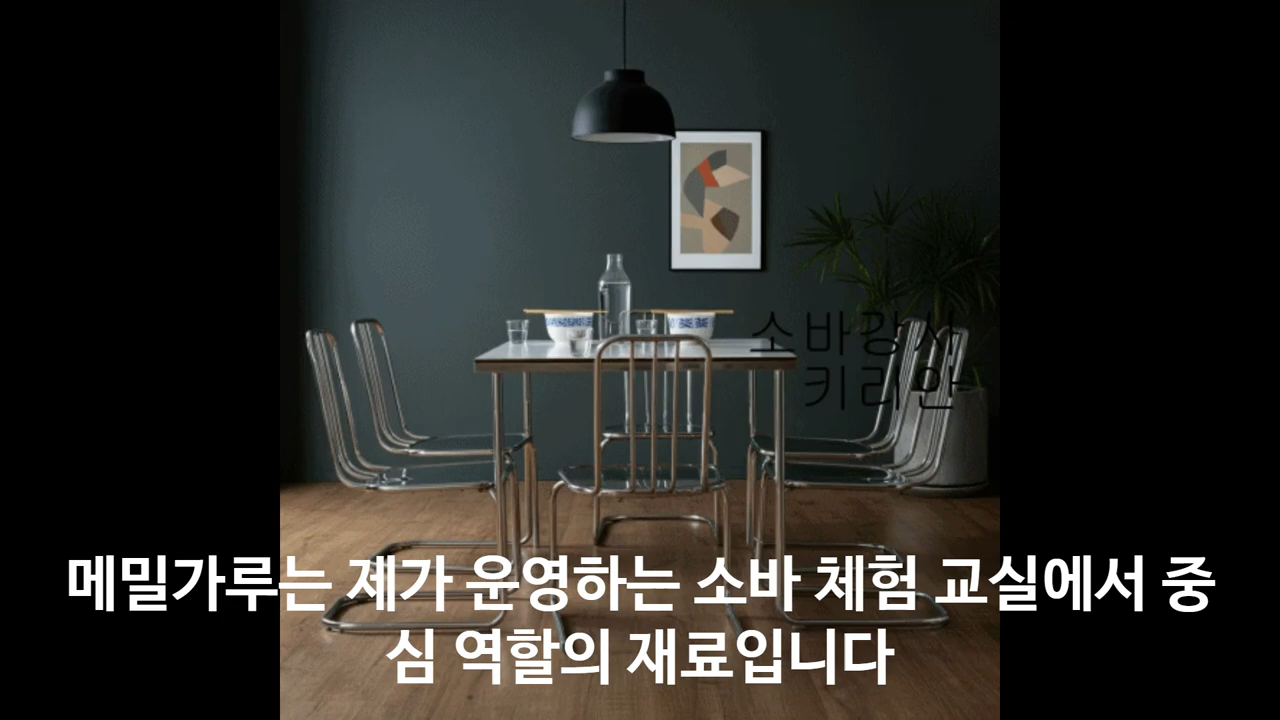 소바강사
키리안
메밀가루는 제가 운영하는 소바 체험 교실에서 중
심 역할의 재료입니다